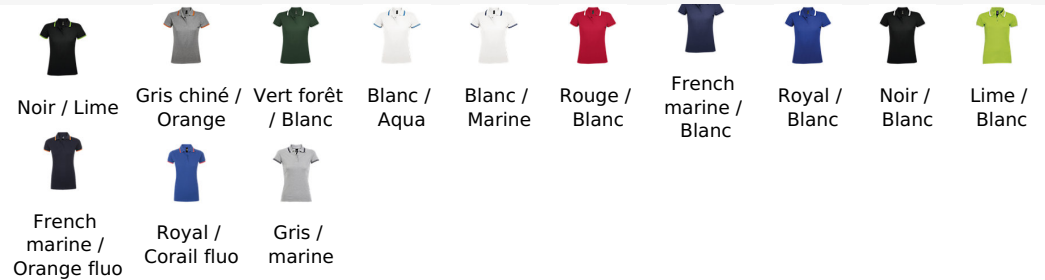 Noir / Lime
Gris chiné /
Orange
Vert forêt
/ Blanc
Blanc /
Aqua
Blanc /
Marine
Rouge /
Blanc
French
marine /
Blanc
Royal /
Blanc
Noir /
Blanc
Lime /
Blanc
French
marine /
Orange fluo
Royal /
Corail fluo
Gris /
marine